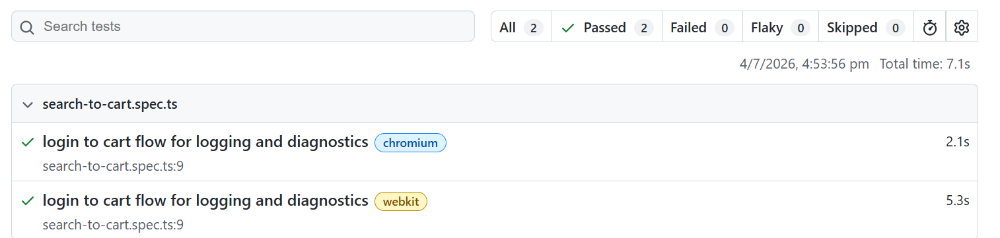 Search tests
All 2 Passed 2 Failed 0 Flaky 0 Skipped 0
4/7/2026, 4:53:56 pm Total time: 7.1s
search-to-cart.spec.ts
login to cart flow for logging and diagnostics chromium 2.1s
search-to-cart.spec.ts:9
login to cart flow for logging and diagnostics webkit 5.3s
search-to-cart.spec.ts:9